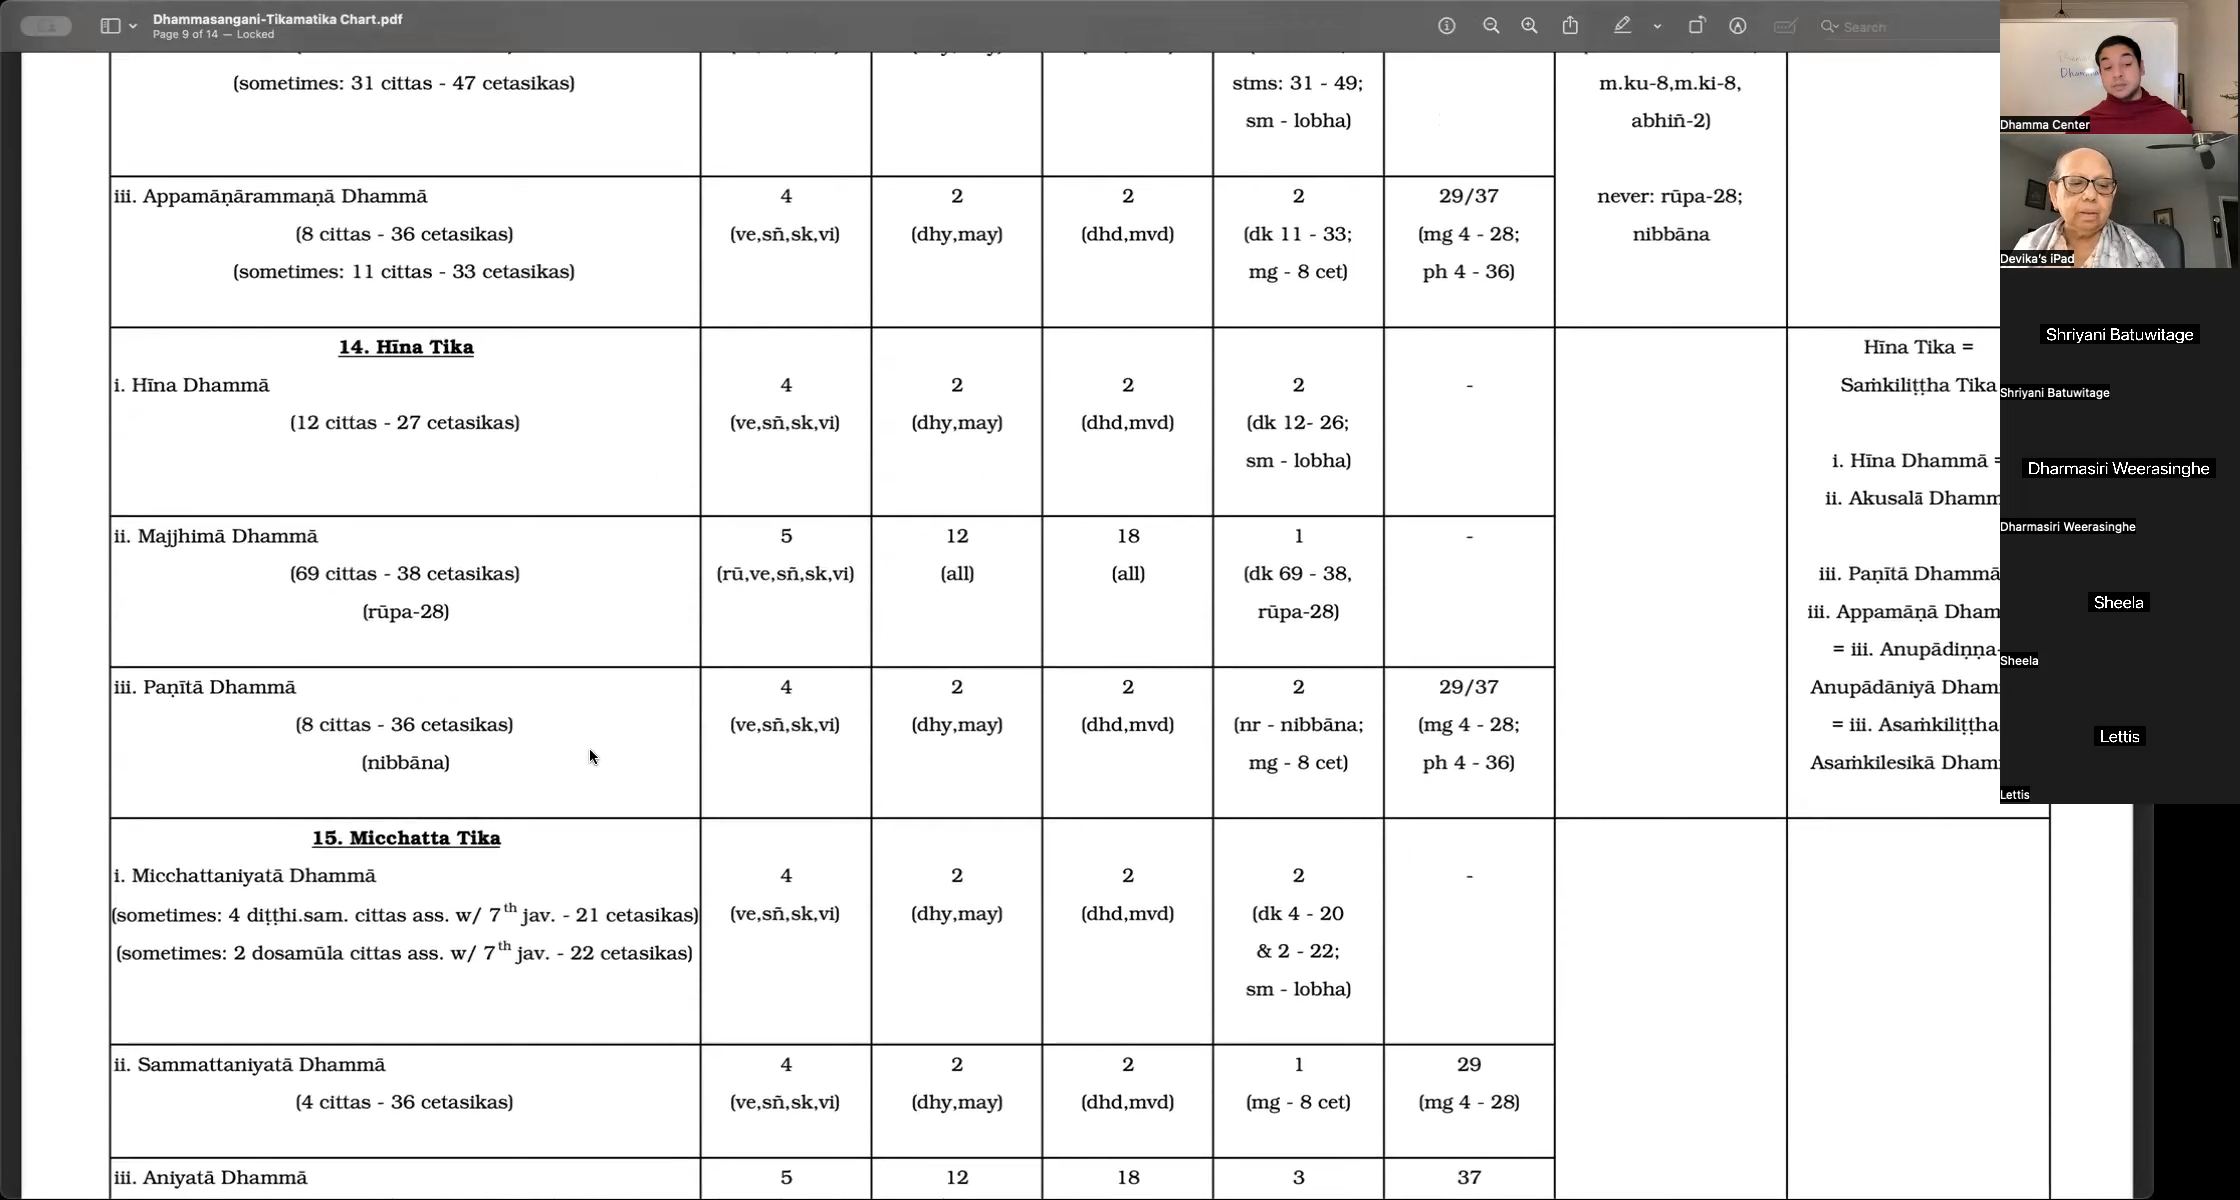 Dhammasangani-Tikamatika Chart.pdf
Page 9 of 14 — Locked
Search
(sometimes: 31 cittas - 47 cetasikas)
stms: 31 - 49;
sm - lobha)
m.ku-8,m.ki-8,
abhiñ-2)
iii. Appamāṇārammaṇā Dhammā
(8 cittas - 36 cetasikas)
(sometimes: 11 cittas - 33 cetasikas)
4
(ve,sñ,sk,vi)
2
(dhy,may)
2
(dhd,mvd)
2
(dk 11 - 33;
mg - 8 cet)
29/37
(mg 4 - 28;
ph 4 - 36)
never: rūpa-28;
nibbāna
14. Hīna Tika
i. Hīna Dhammā
(12 cittas - 27 cetasikas)
4
(ve,sñ,sk,vi)
2
(dhy,may)
2
(dhd,mvd)
2
(dk 12- 26;
sm - lobha)
-
Hīna Tika =
Saṁkiliṭṭha Tika
i. Hīna Dhammā =
ii. Akusalā Dhamm
iii. Paṇītā Dhammā
iii. Appamāṇā Dham
= iii. Anupādiṇṇa-
Anupādāniyā Dham
= iii. Asaṁkiliṭṭha
Asaṁkilesikā Dham
ii. Majjhimā Dhammā
(69 cittas - 38 cetasikas)
(rūpa-28)
5
(rū,ve,sñ,sk,vi)
12
(all)
18
(all)
1
(dk 69 - 38,
rūpa-28)
-
iii. Paṇītā Dhammā
(8 cittas - 36 cetasikas)
(nibbāna)
4
(ve,sñ,sk,vi)
2
(dhy,may)
2
(dhd,mvd)
2
(nr - nibbāna;
mg - 8 cet)
29/37
(mg 4 - 28;
ph 4 - 36)
15. Micchatta Tika
i. Micchattaniyatā Dhammā
(sometimes: 4 diṭṭhi.sam. cittas ass. w/ 7th jav. - 21 cetasikas)
(sometimes: 2 dosamūla cittas ass. w/ 7th jav. - 22 cetasikas)
4
(ve,sñ,sk,vi)
2
(dhy,may)
2
(dhd,mvd)
2
(dk 4 - 20
& 2 - 22;
sm - lobha)
-
ii. Sammattaniyatā Dhammā
(4 cittas - 36 cetasikas)
4
(ve,sñ,sk,vi)
2
(dhy,may)
2
(dhd,mvd)
1
(mg - 8 cet)
29
(mg 4 - 28)
iii. Aniyatā Dhammā
5
12
18
3
37
Dhamma Center
Devika's iPad
Shriyani Batuwitage
Shriyani Batuwitage
Dharmasiri Weerasinghe
Dharmasiri Weerasinghe
Sheela
Sheela
Lettis
Lettis